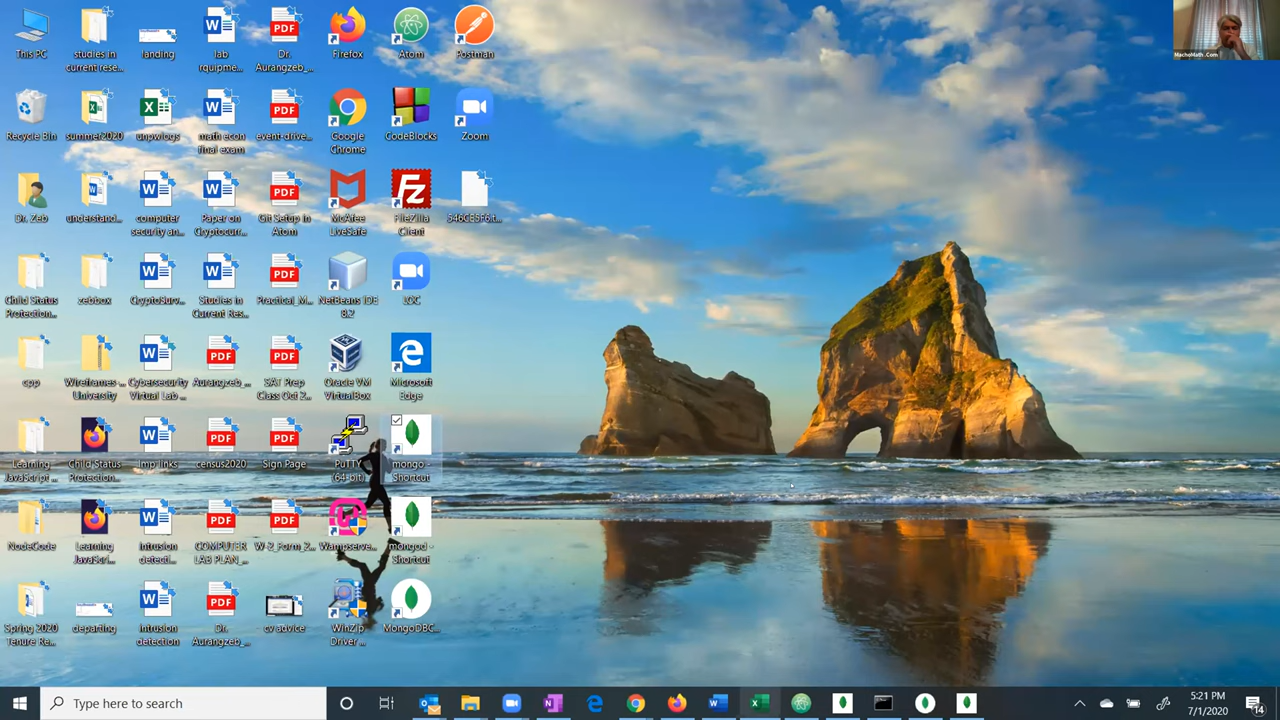 This PC
studies in
current rese...
landing
lab
rquipme...
Dr.
Aurangzeb_...
Firefox
Atom
Postman
MachoMath .Com
Recycle Bin
summer2020
unpwlogs
math econ
final exam
event-drive...
Google
Chrome
CodeBlocks
Zoom
Dr. Zeb
understand...
computer
security an...
Paper on
Cryptocurr...
Git Setup in
Atom
McAfee
LiveSafe
FileZilla
Client
546CB5F6.t...
Child Status
Protection...
zebbox
CryptoSurv...
Studies in
Current Res...
Practical_M...
NetBeans IDE
8.2
LOC
cpp
Wireframes -...
University
Cybersecurity
Virtual Lab ...
Aurangzeb_...
SAT Prep
Class Oct 2...
Oracle VM
VirtualBox
Microsoft
Edge
Learning
JavaScript ...
Child Status
Protection...
Imp links
census2020
Sign Page
PuTTY
(64-bit)
mongo -
Shortcut
NodeCode
Learning
JavaScri...
intrusion
detecti...
COMPUTER
LAB PLAN_...
W-2_Form_2...
Wampserve...
mongod -
Shortcut
Spring 2020
Tenure Re...
departing
intrusion
detection
Dr.
Aurangzeb_...
cv advice
WinZip
Driver ...
MongoDBC...
Type here to search
5:21 PM
7/1/2020
14